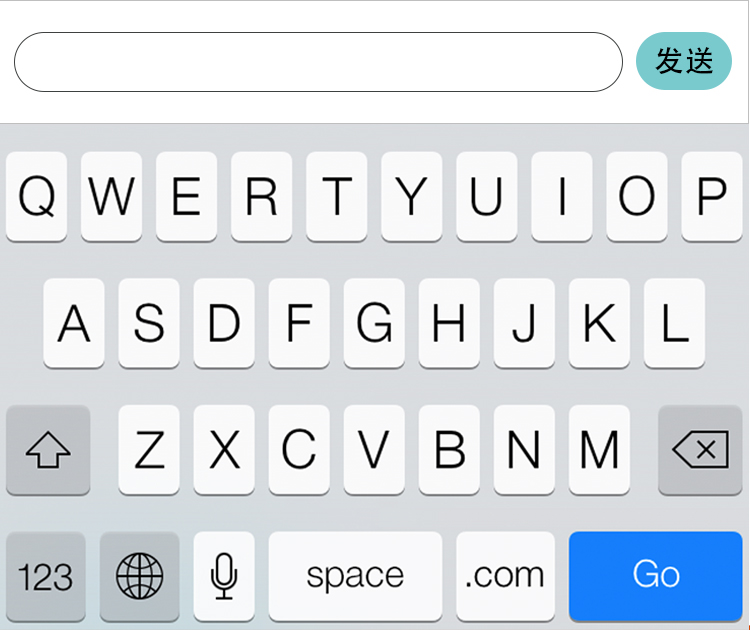 发送
Q W E R T Y U I O P
A S D F G H J K L
Z X C V B N M
123 space .com Go